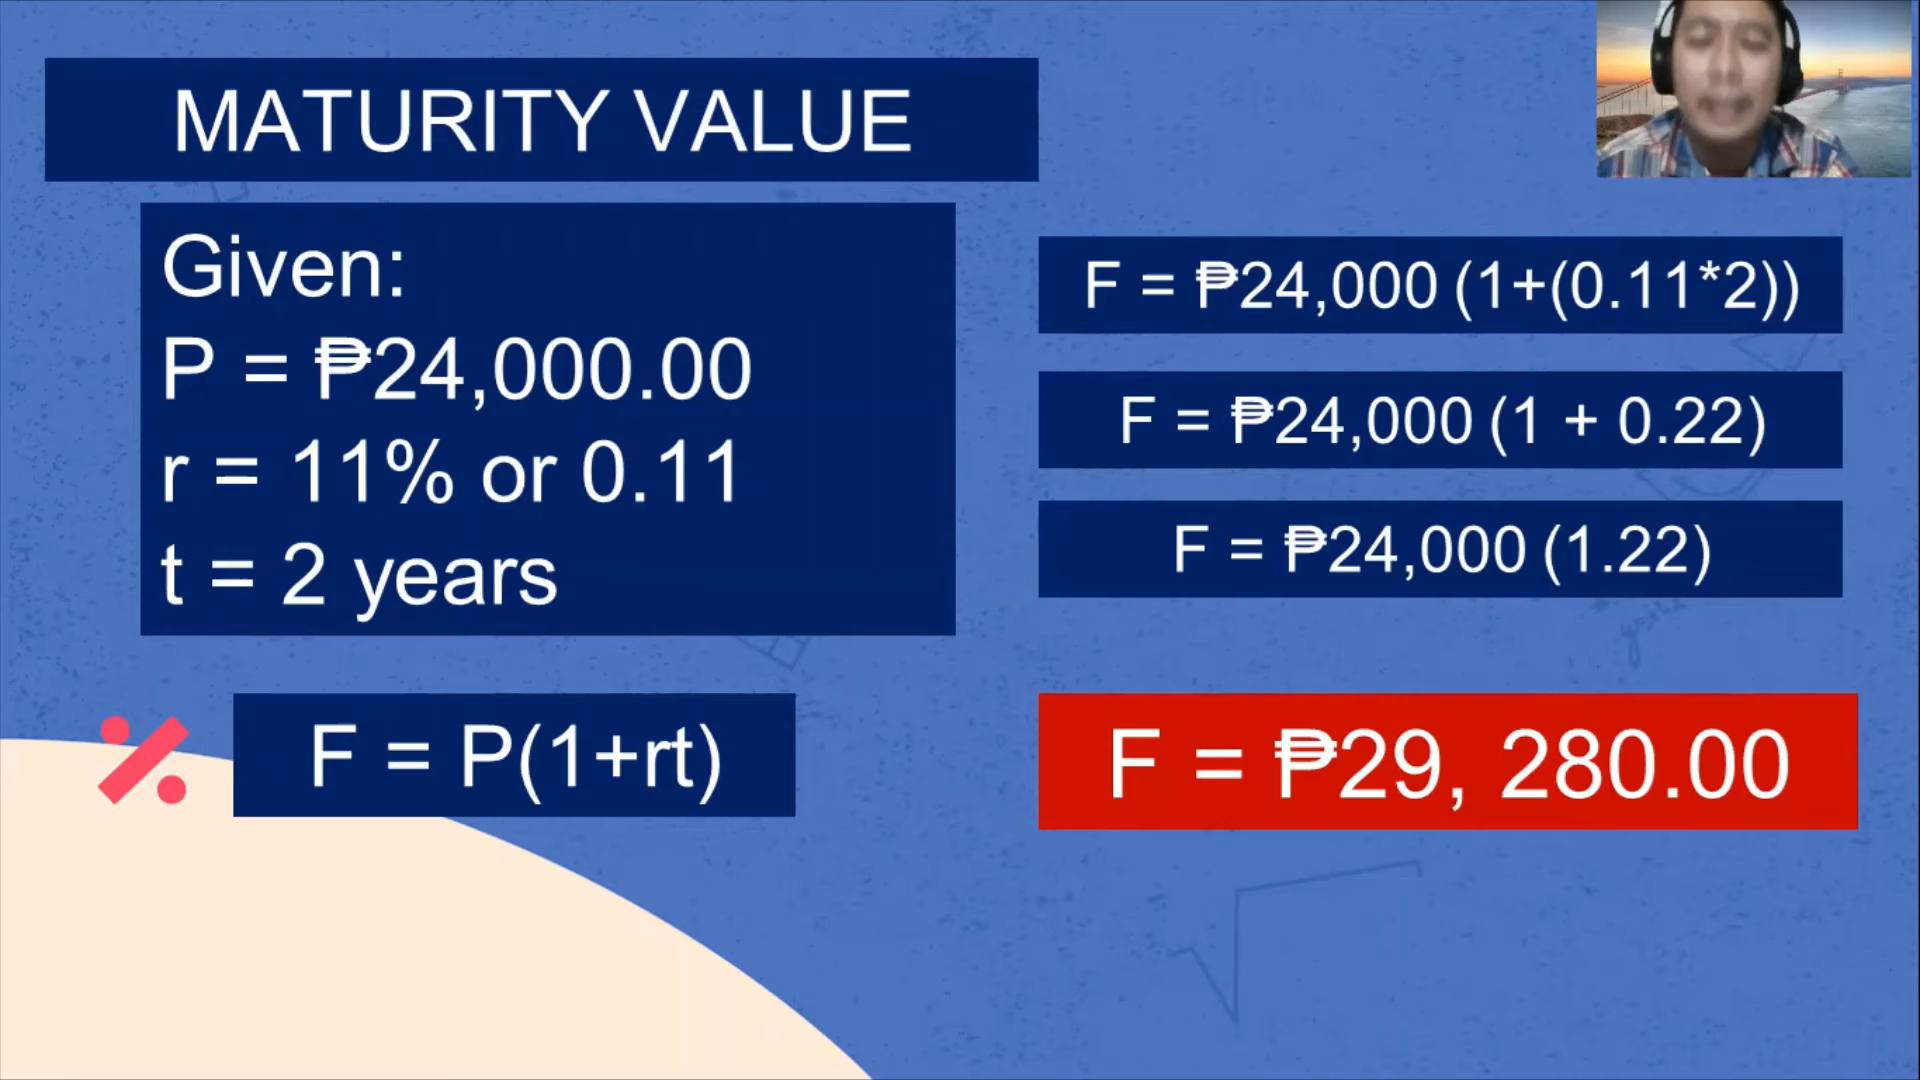 MATURITY VALUE
Given:
P = ₱24,000.00
r = 11% or 0.11
t = 2 years
F = P(1+rt)
F = ₱24,000 (1+(0.11*2))
F = ₱24,000 (1 + 0.22)
F = ₱24,000 (1.22)
F = ₱29, 280.00